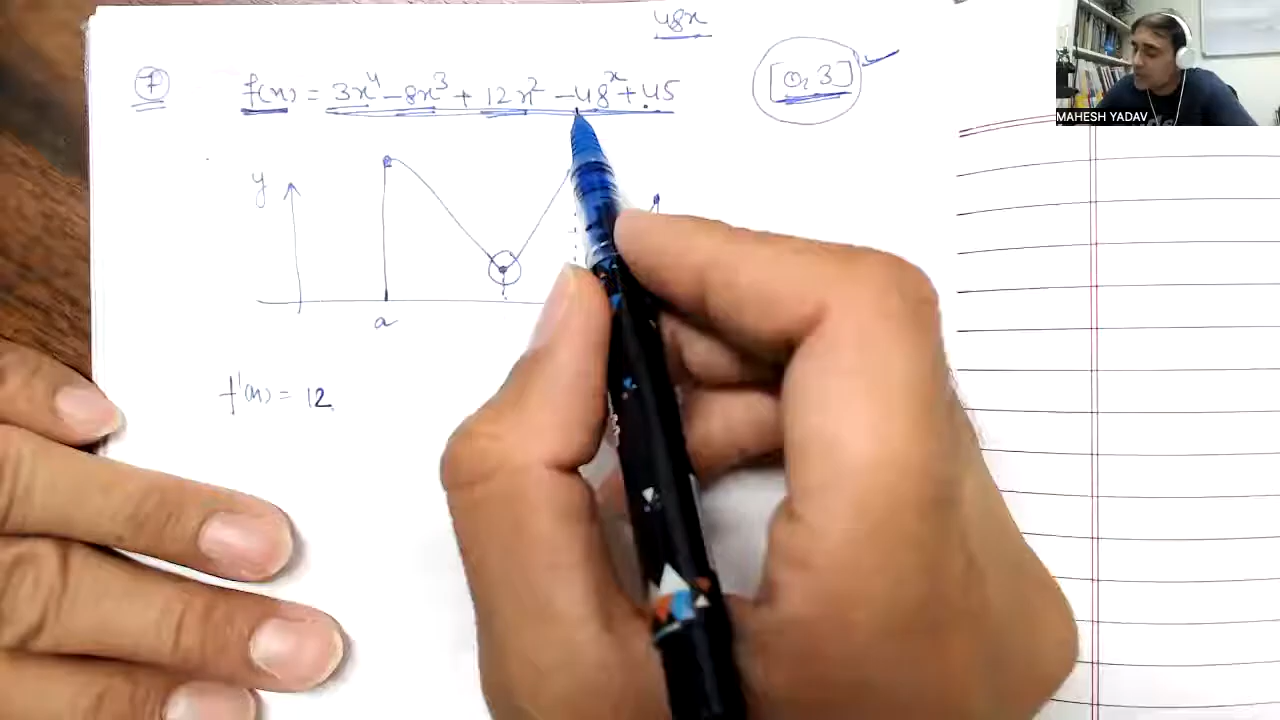 48x
7 f(x) = 3x⁴ - 8x³ + 12x² - 48x + 45 [0, 3]
MAHESH YADAV
y
a
f'(x) = 12